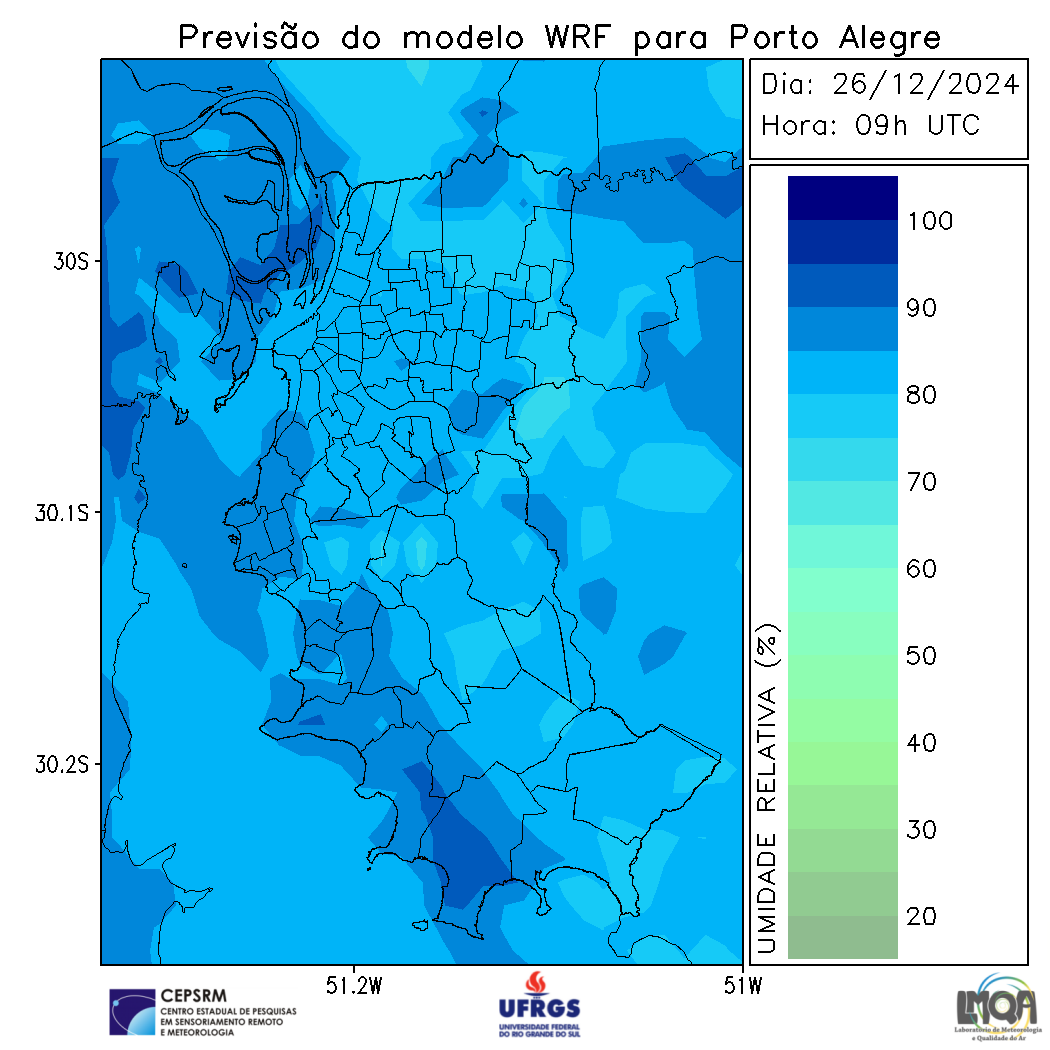 Previsão do modelo WRF para Porto Alegre
Dia: 26/12/2024
Hora: 09h UTC
30S
30.1S
30.2S
51.2W
51W
100
90
80
70
60
50
40
30
20
UMIDADE RELATIVA (%)
CEPSRM
CENTRO ESTADUAL DE PESQUISAS
EM SENSORIAMENTO REMOTO
E METEOROLOGIA
UFRGS
UNIVERSIDADE FEDERAL
DO RIO GRANDE DO SUL
LMQA
Laboratório de Meteorologia
e Qualidade do Ar